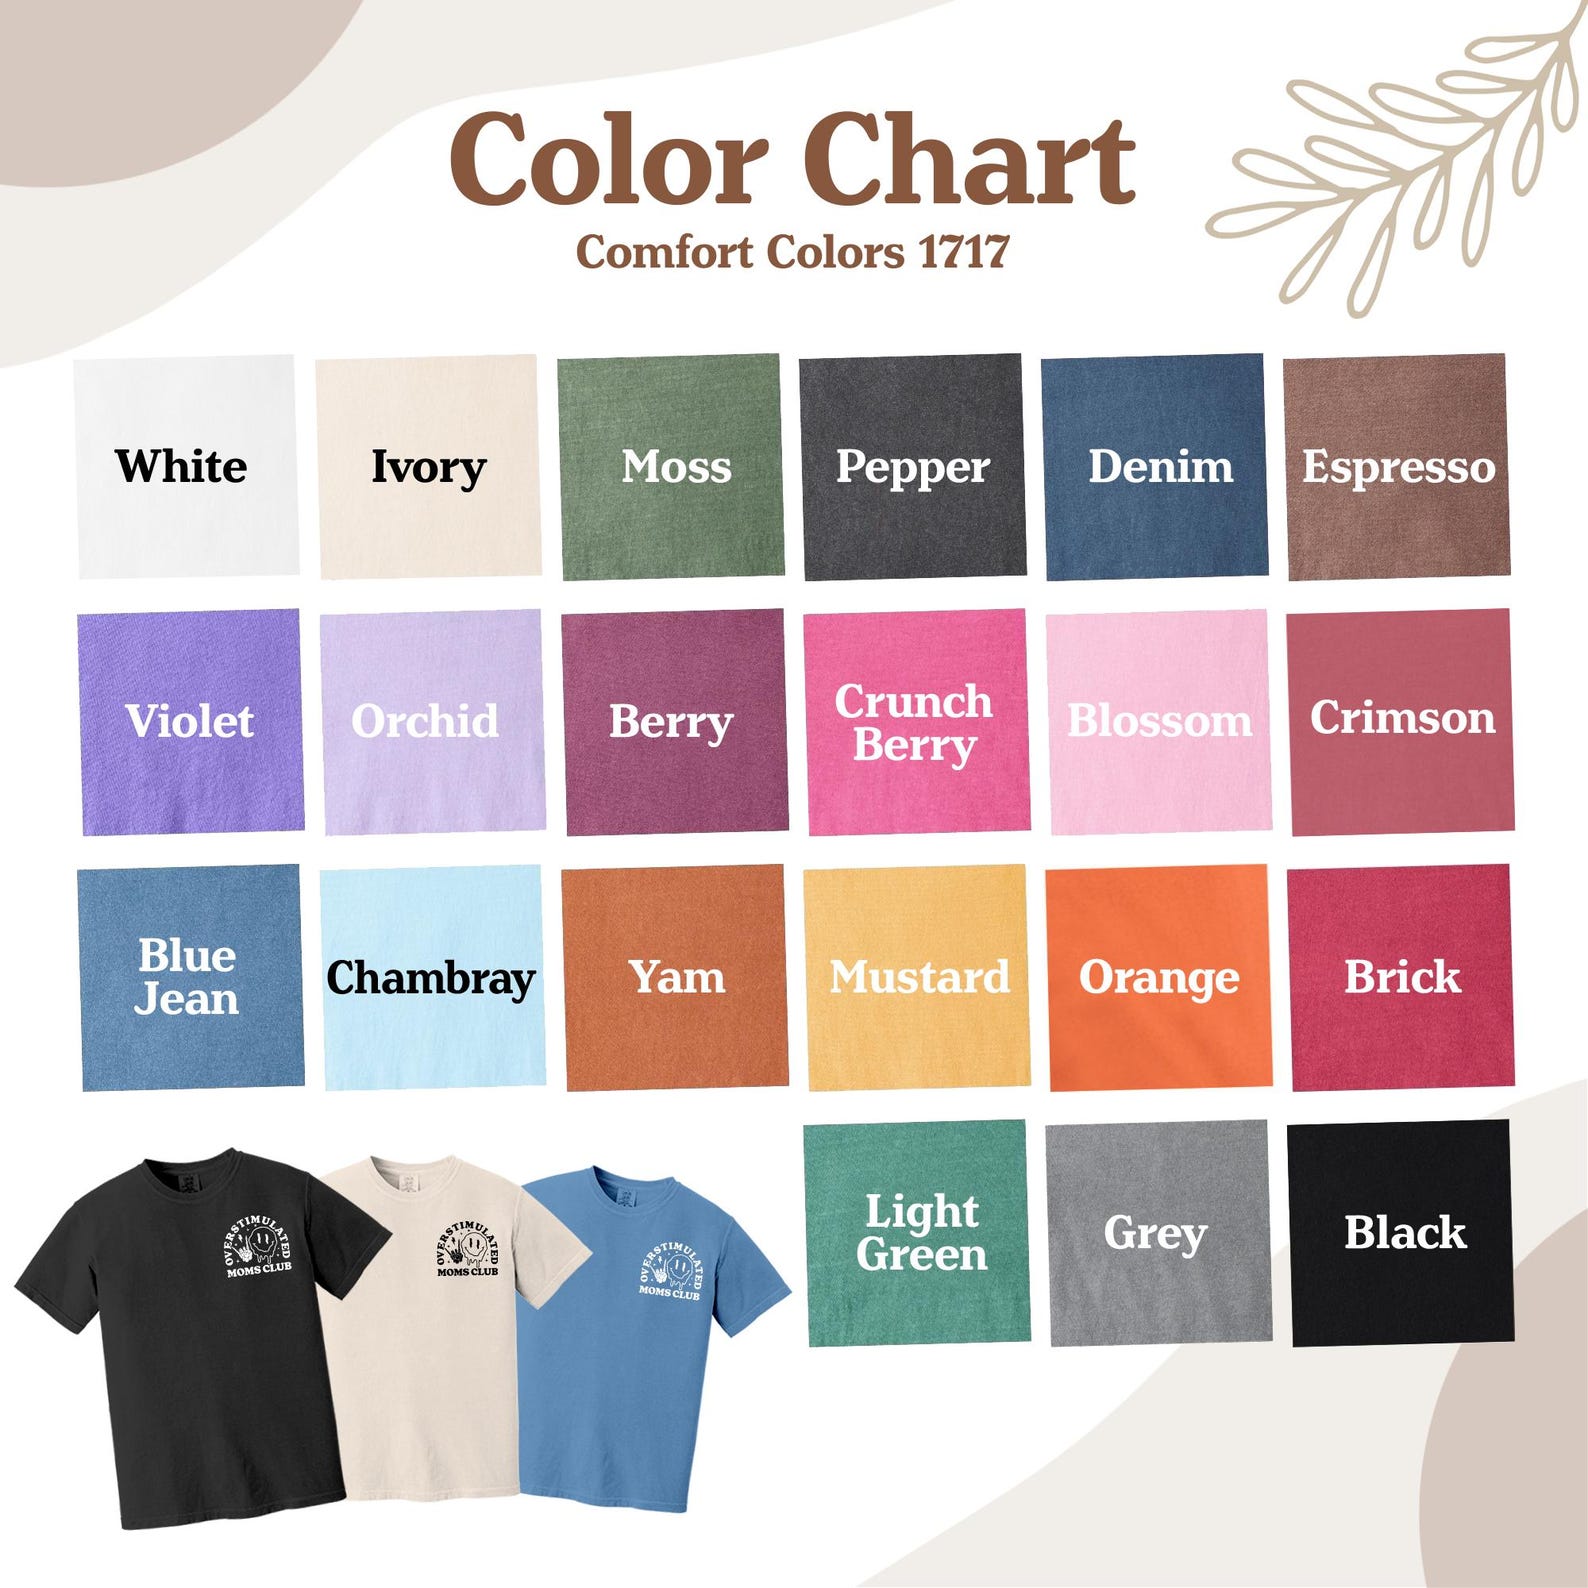 Color Chart
Comfort Colors 1717
White
Ivory
Moss
Pepper
Denim
Espresso
Violet
Orchid
Berry
Crunch
Berry
Blossom
Crimson
Blue
Jean
Chambray
Yam
Mustard
Orange
Brick
Light
Green
Grey
Black
OVERSTIMULATED
MOMS CLUB
OVERSTIMULATED
MOMS CLUB
OVERSTIMULATED
MOMS CLUB